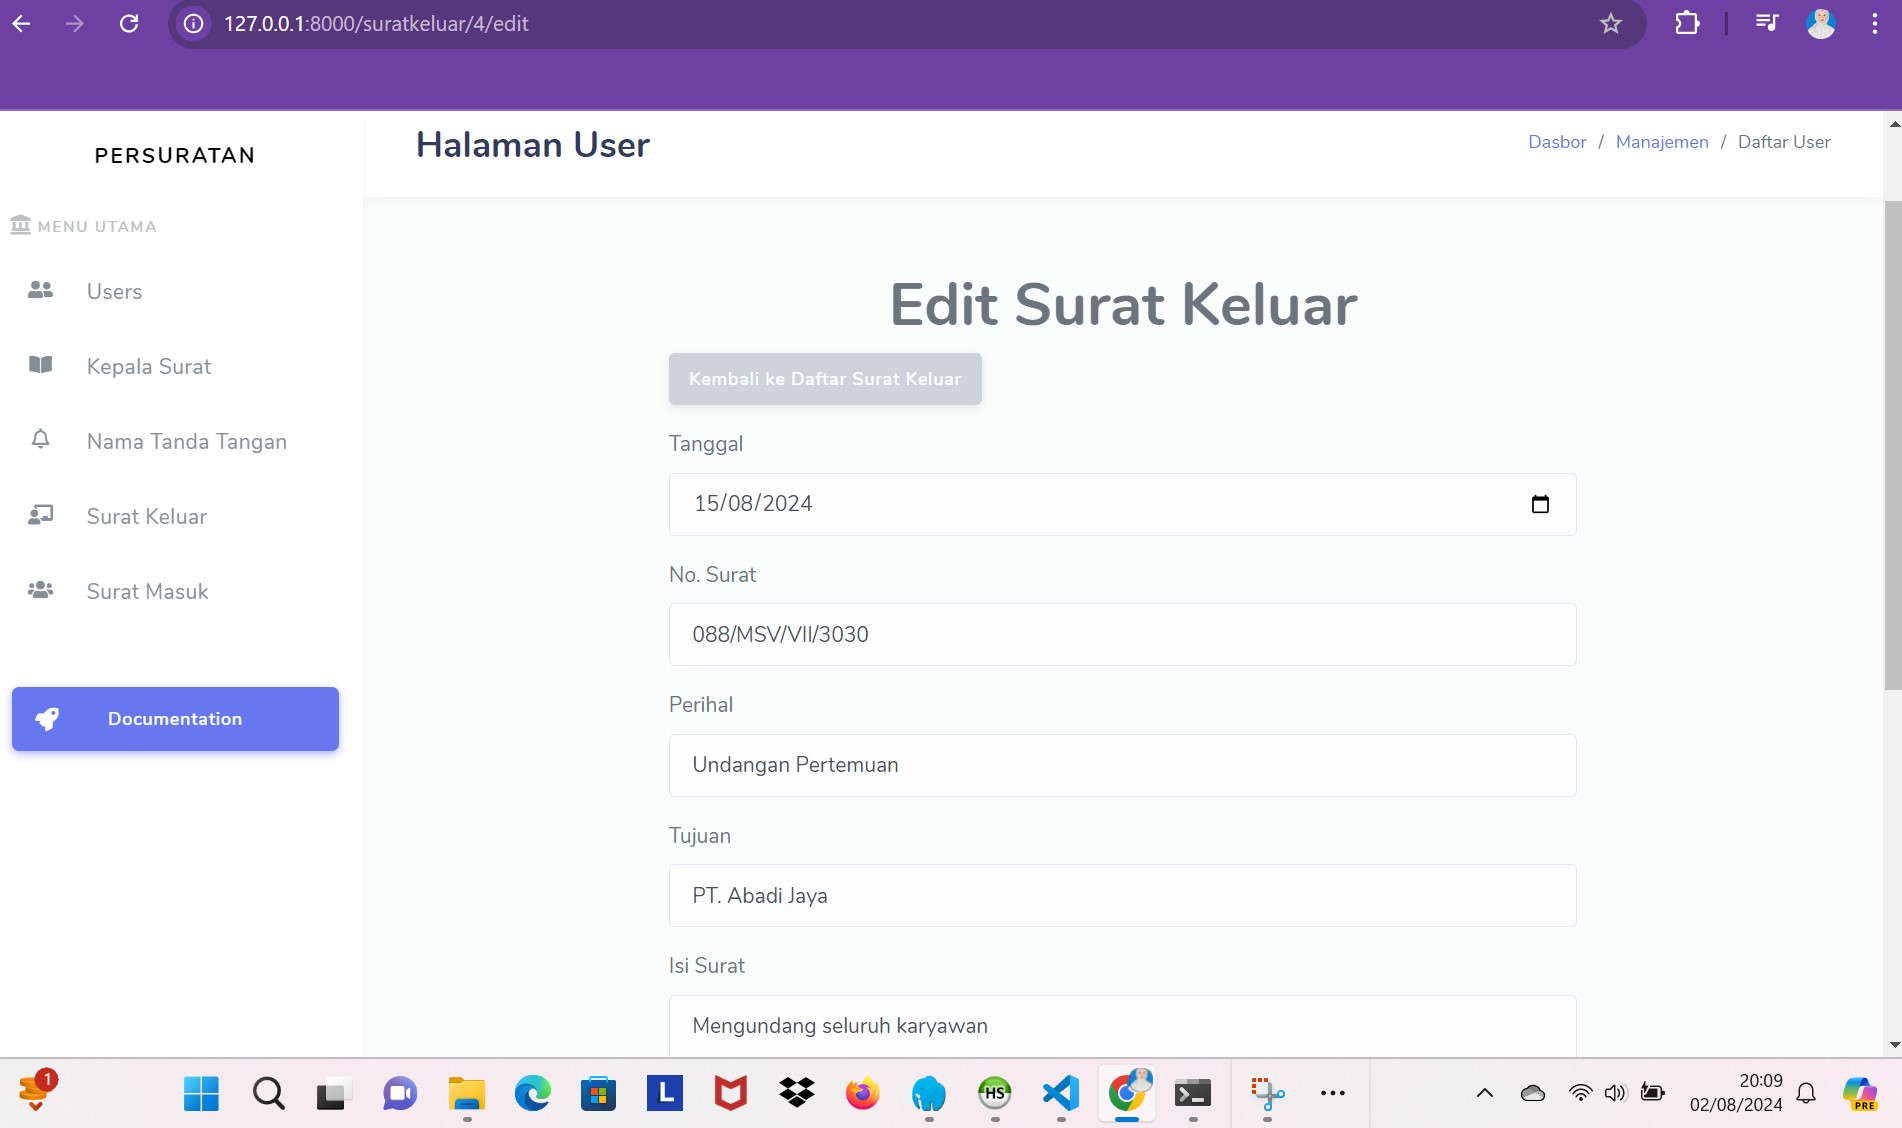 127.0.0.1:8000/suratkeluar/4/edit
PERSURATAN
MENU UTAMA
Users
Kepala Surat
Nama Tanda Tangan
Surat Keluar
Surat Masuk
Documentation
Halaman User
Dasbor / Manajemen / Daftar User
Edit Surat Keluar
Kembali ke Daftar Surat Keluar
Tanggal
15/08/2024
No. Surat
088/MSV/VII/3030
Perihal
Undangan Pertemuan
Tujuan
PT. Abadi Jaya
Isi Surat
Mengundang seluruh karyawan
1
L
HS
20:09
02/08/2024
PRE